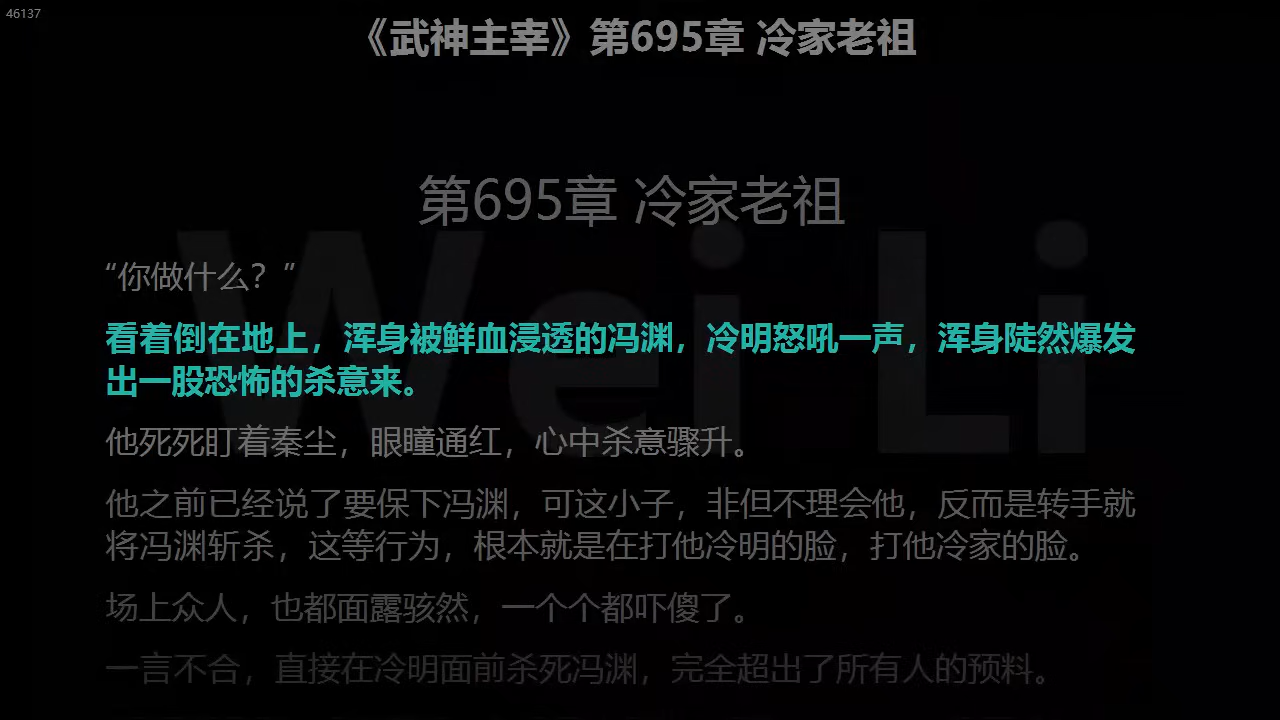 46137
《武神主宰》第695章 冷家老祖
第695章 冷家老祖
“你做什么？”
看着倒在地上，浑身被鲜血浸透的冯渊，冷明怒吼一声，浑身陡然爆发
出一股恐怖的杀意来。
他死死盯着秦尘，眼瞳通红，心中杀意骤升。
他之前已经说了要保下冯渊，可这小子，非但不理会他，反而是转手就
将冯渊斩杀，这等行为，根本就是在打他冷明的脸，打他冷家的脸。
场上众人，也都面露骇然，一个个都吓傻了。
一言不合，直接在冷明面前杀死冯渊，完全超出了所有人的预料。
Wei Li